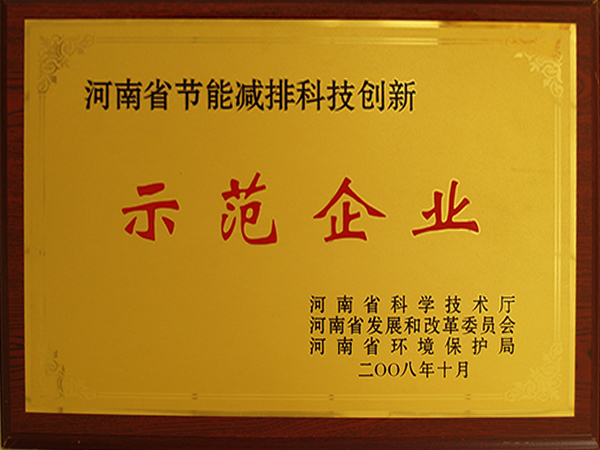 河南省节能减排科技创新
示范企业
河南省科学技术厅
河南省发展和改革委员会
河南省环境保护局
二〇〇八年十月